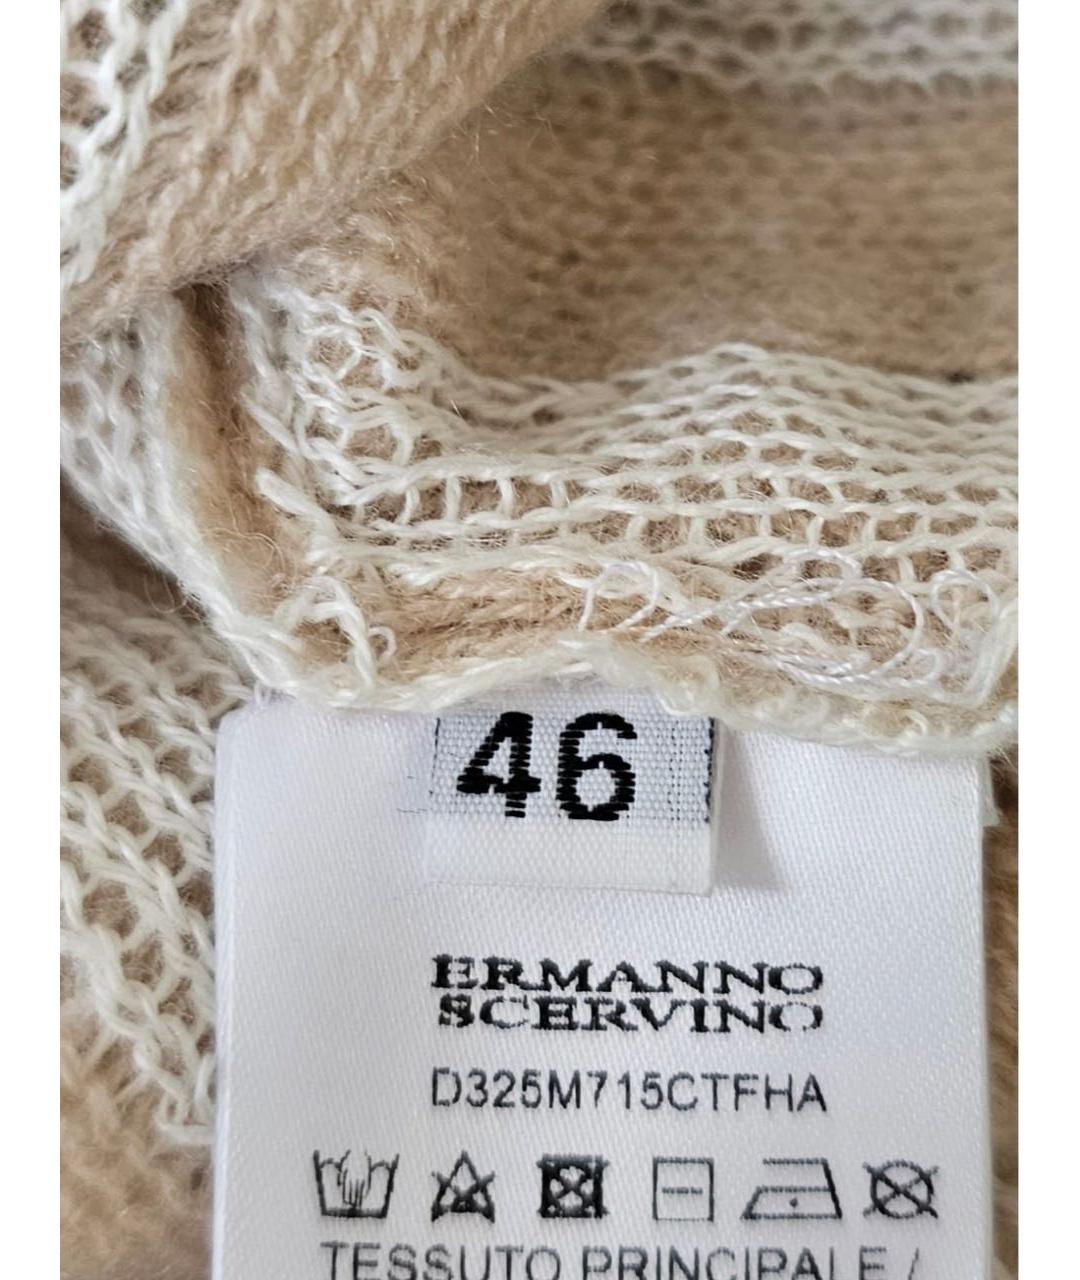 46
ERMANNO
SCERVINO
D325M715CTFHA
TESSUTO PRINCIPALE /